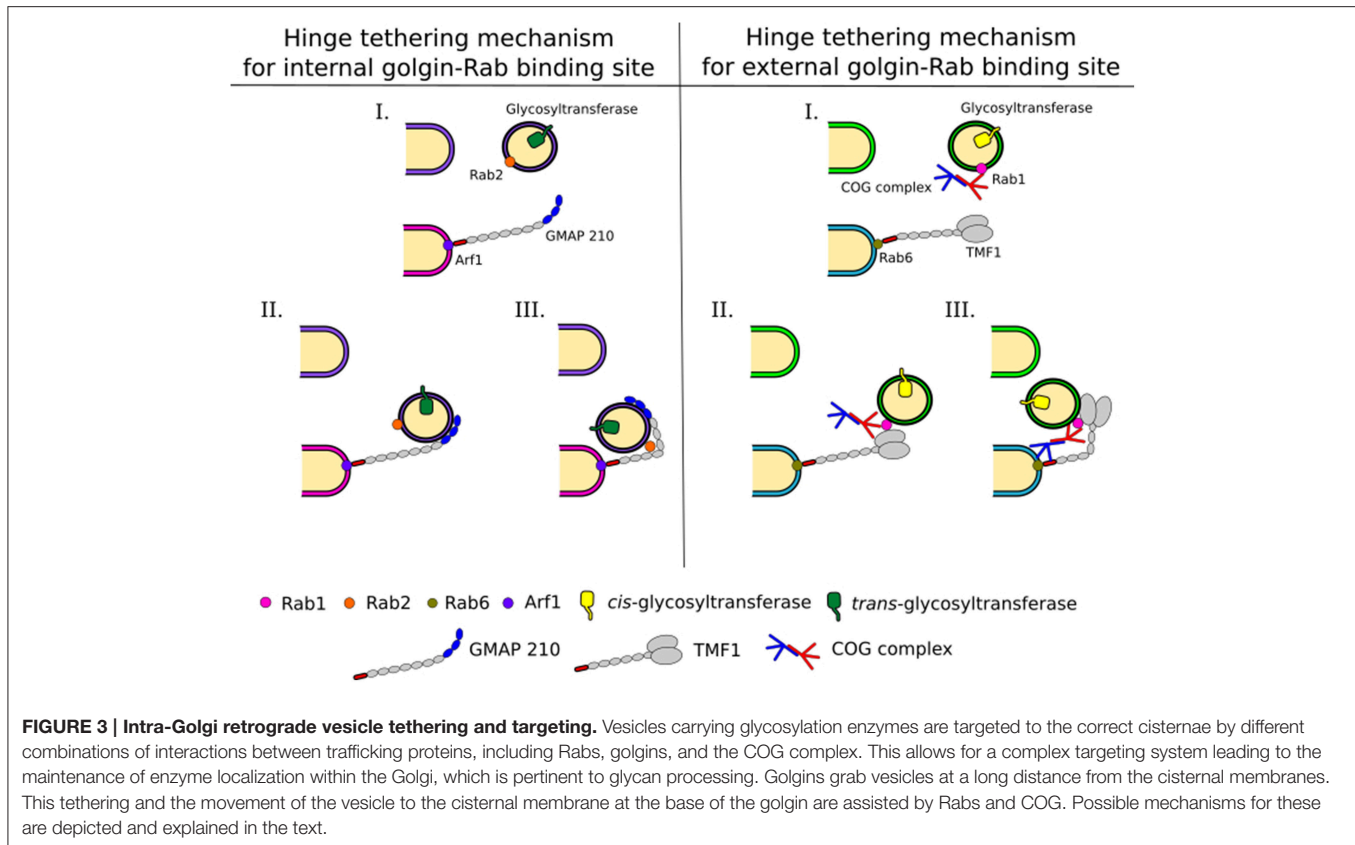 Hinge tethering mechanism
for internal golgin-Rab binding site
Hinge tethering mechanism
for external golgin-Rab binding site
I.
Glycosyltransferase
Rab2
GMAP 210
Arf1
I.
Glycosyltransferase
COG complex
Rab1
Rab6
TMF1
II.
III.
II.
III.
Rab1 Rab2 Rab6 Arf1 cis-glycosyltransferase trans-glycosyltransferase
GMAP 210 TMF1 COG complex
FIGURE 3 | Intra-Golgi retrograde vesicle tethering and targeting. Vesicles carrying glycosylation enzymes are targeted to the correct cisternae by different
combinations of interactions between trafficking proteins, including Rabs, golgins, and the COG complex. This allows for a complex targeting system leading to the
maintenance of enzyme localization within the Golgi, which is pertinent to glycan processing. Golgins grab vesicles at a long distance from the cisternal membranes.
This tethering and the movement of the vesicle to the cisternal membrane at the base of the golgin are assisted by Rabs and COG. Possible mechanisms for these
are depicted and explained in the text.